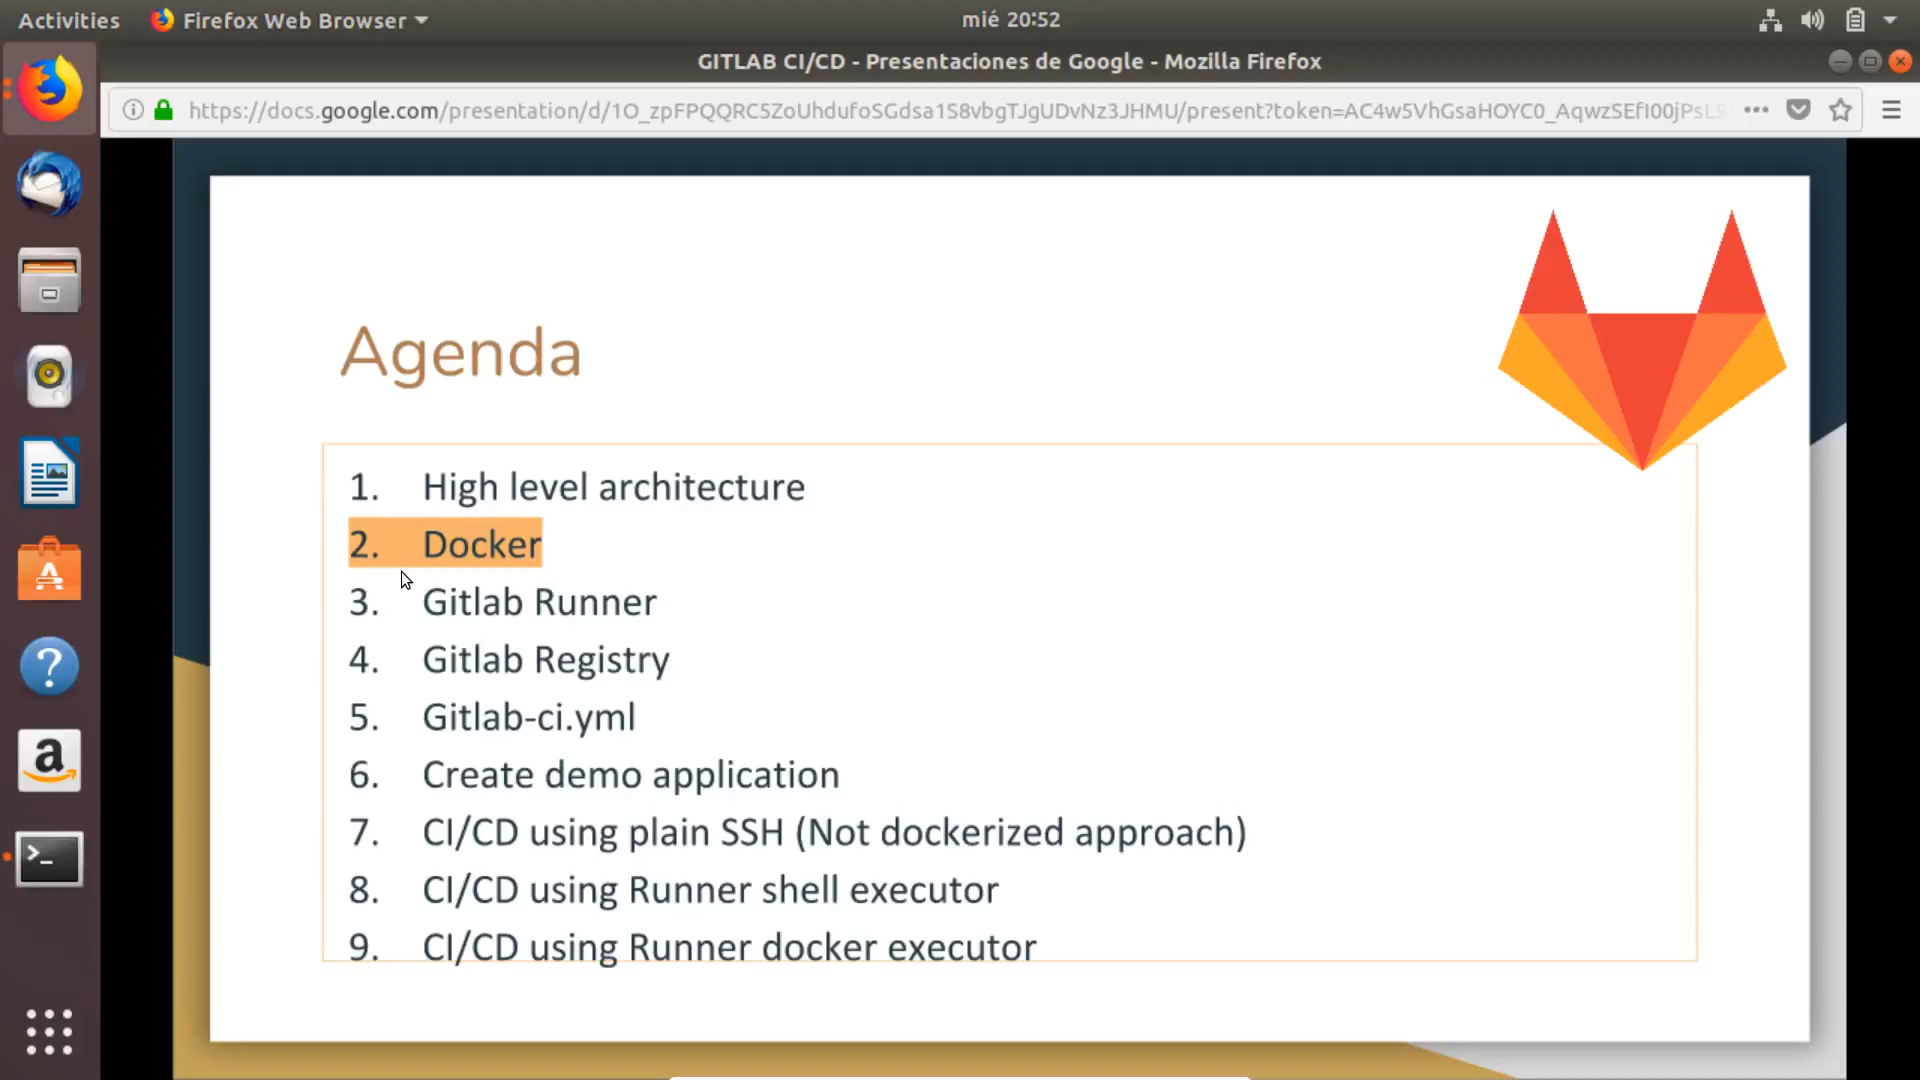 Activities Firefox Web Browser mié 20:52
GITLAB CI/CD - Presentaciones de Google - Mozilla Firefox
https://docs.google.com/presentation/d/1O_zpFPQQRC5ZoUhdufoSGdsa1S8vbgTJgUDvNz3JHMU/present?token=AC4w5VhGsaHOYC0_AqwzSEfI00jPsL
Agenda
1. High level architecture
2. Docker
3. Gitlab Runner
4. Gitlab Registry
5. Gitlab-ci.yml
6. Create demo application
7. CI/CD using plain SSH (Not dockerized approach)
8. CI/CD using Runner shell executor
9. CI/CD using Runner docker executor